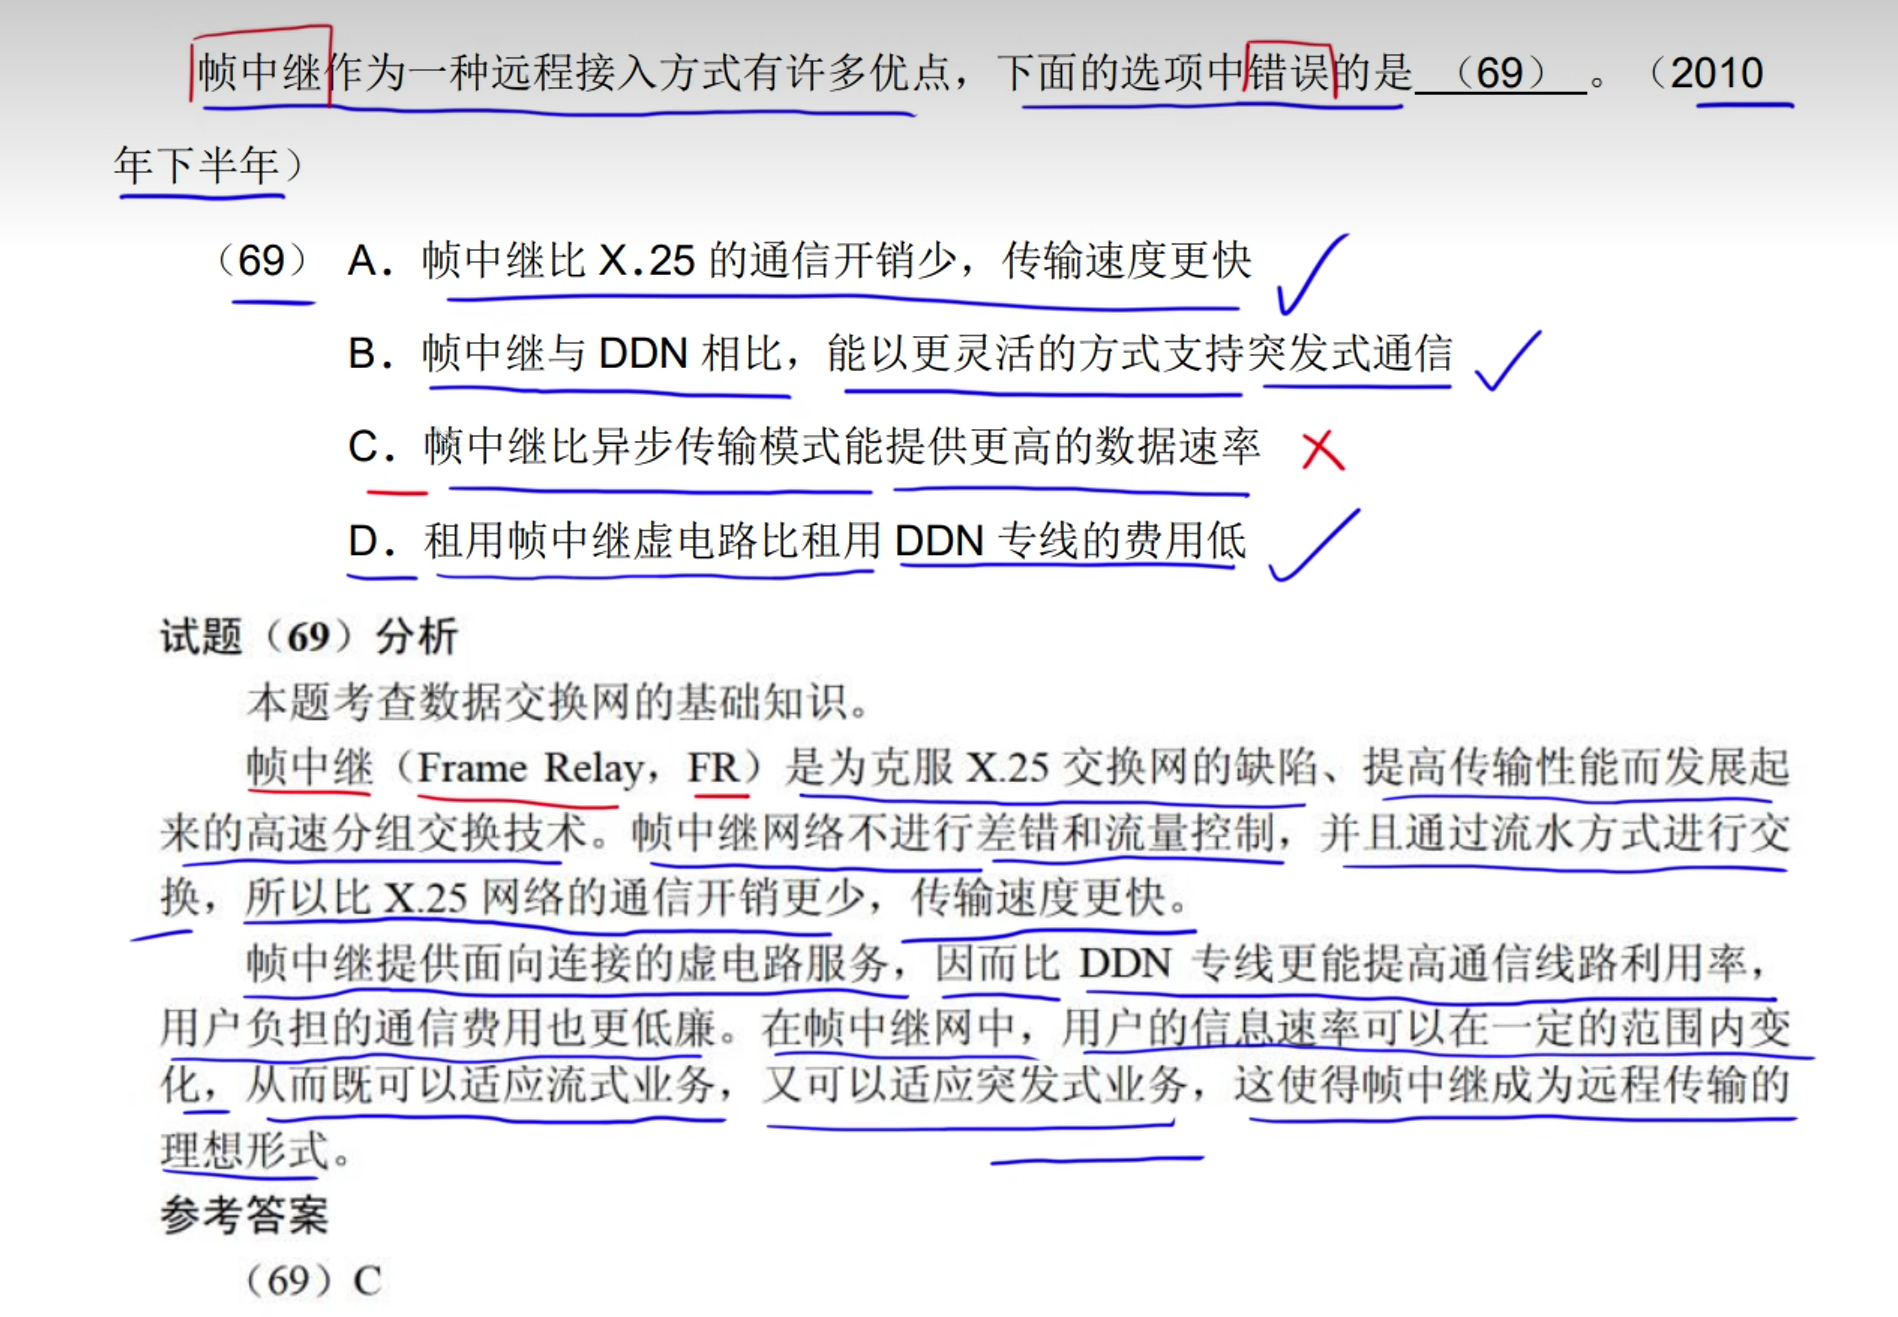 帧中继作为一种远程接入方式有许多优点，下面的选项中错误的是 （69） 。（2010
年下半年）
（69） A. 帧中继比 X.25 的通信开销少，传输速度更快
B. 帧中继与 DDN 相比，能以更灵活的方式支持突发式通信
C. 帧中继比异步传输模式能提供更高的数据速率
D. 租用帧中继虚电路比租用 DDN 专线的费用低
试题（69）分析
本题考查数据交换网的基础知识。
帧中继（Frame Relay，FR）是为克服 X.25 交换网的缺陷、提高传输性能而发展起
来的高速分组交换技术。帧中继网络不进行差错和流量控制，并且通过流水方式进行交
换，所以比 X.25 网络的通信开销更少，传输速度更快。
帧中继提供面向连接的虚电路服务，因而比 DDN 专线更能提高通信线路利用率，
用户负担的通信费用也更低廉。在帧中继网中，用户的信息速率可以在一定的范围内变
化，从而既可以适应流式业务，又可以适应突发式业务，这使得帧中继成为远程传输的
理想形式。
参考答案
（69）C